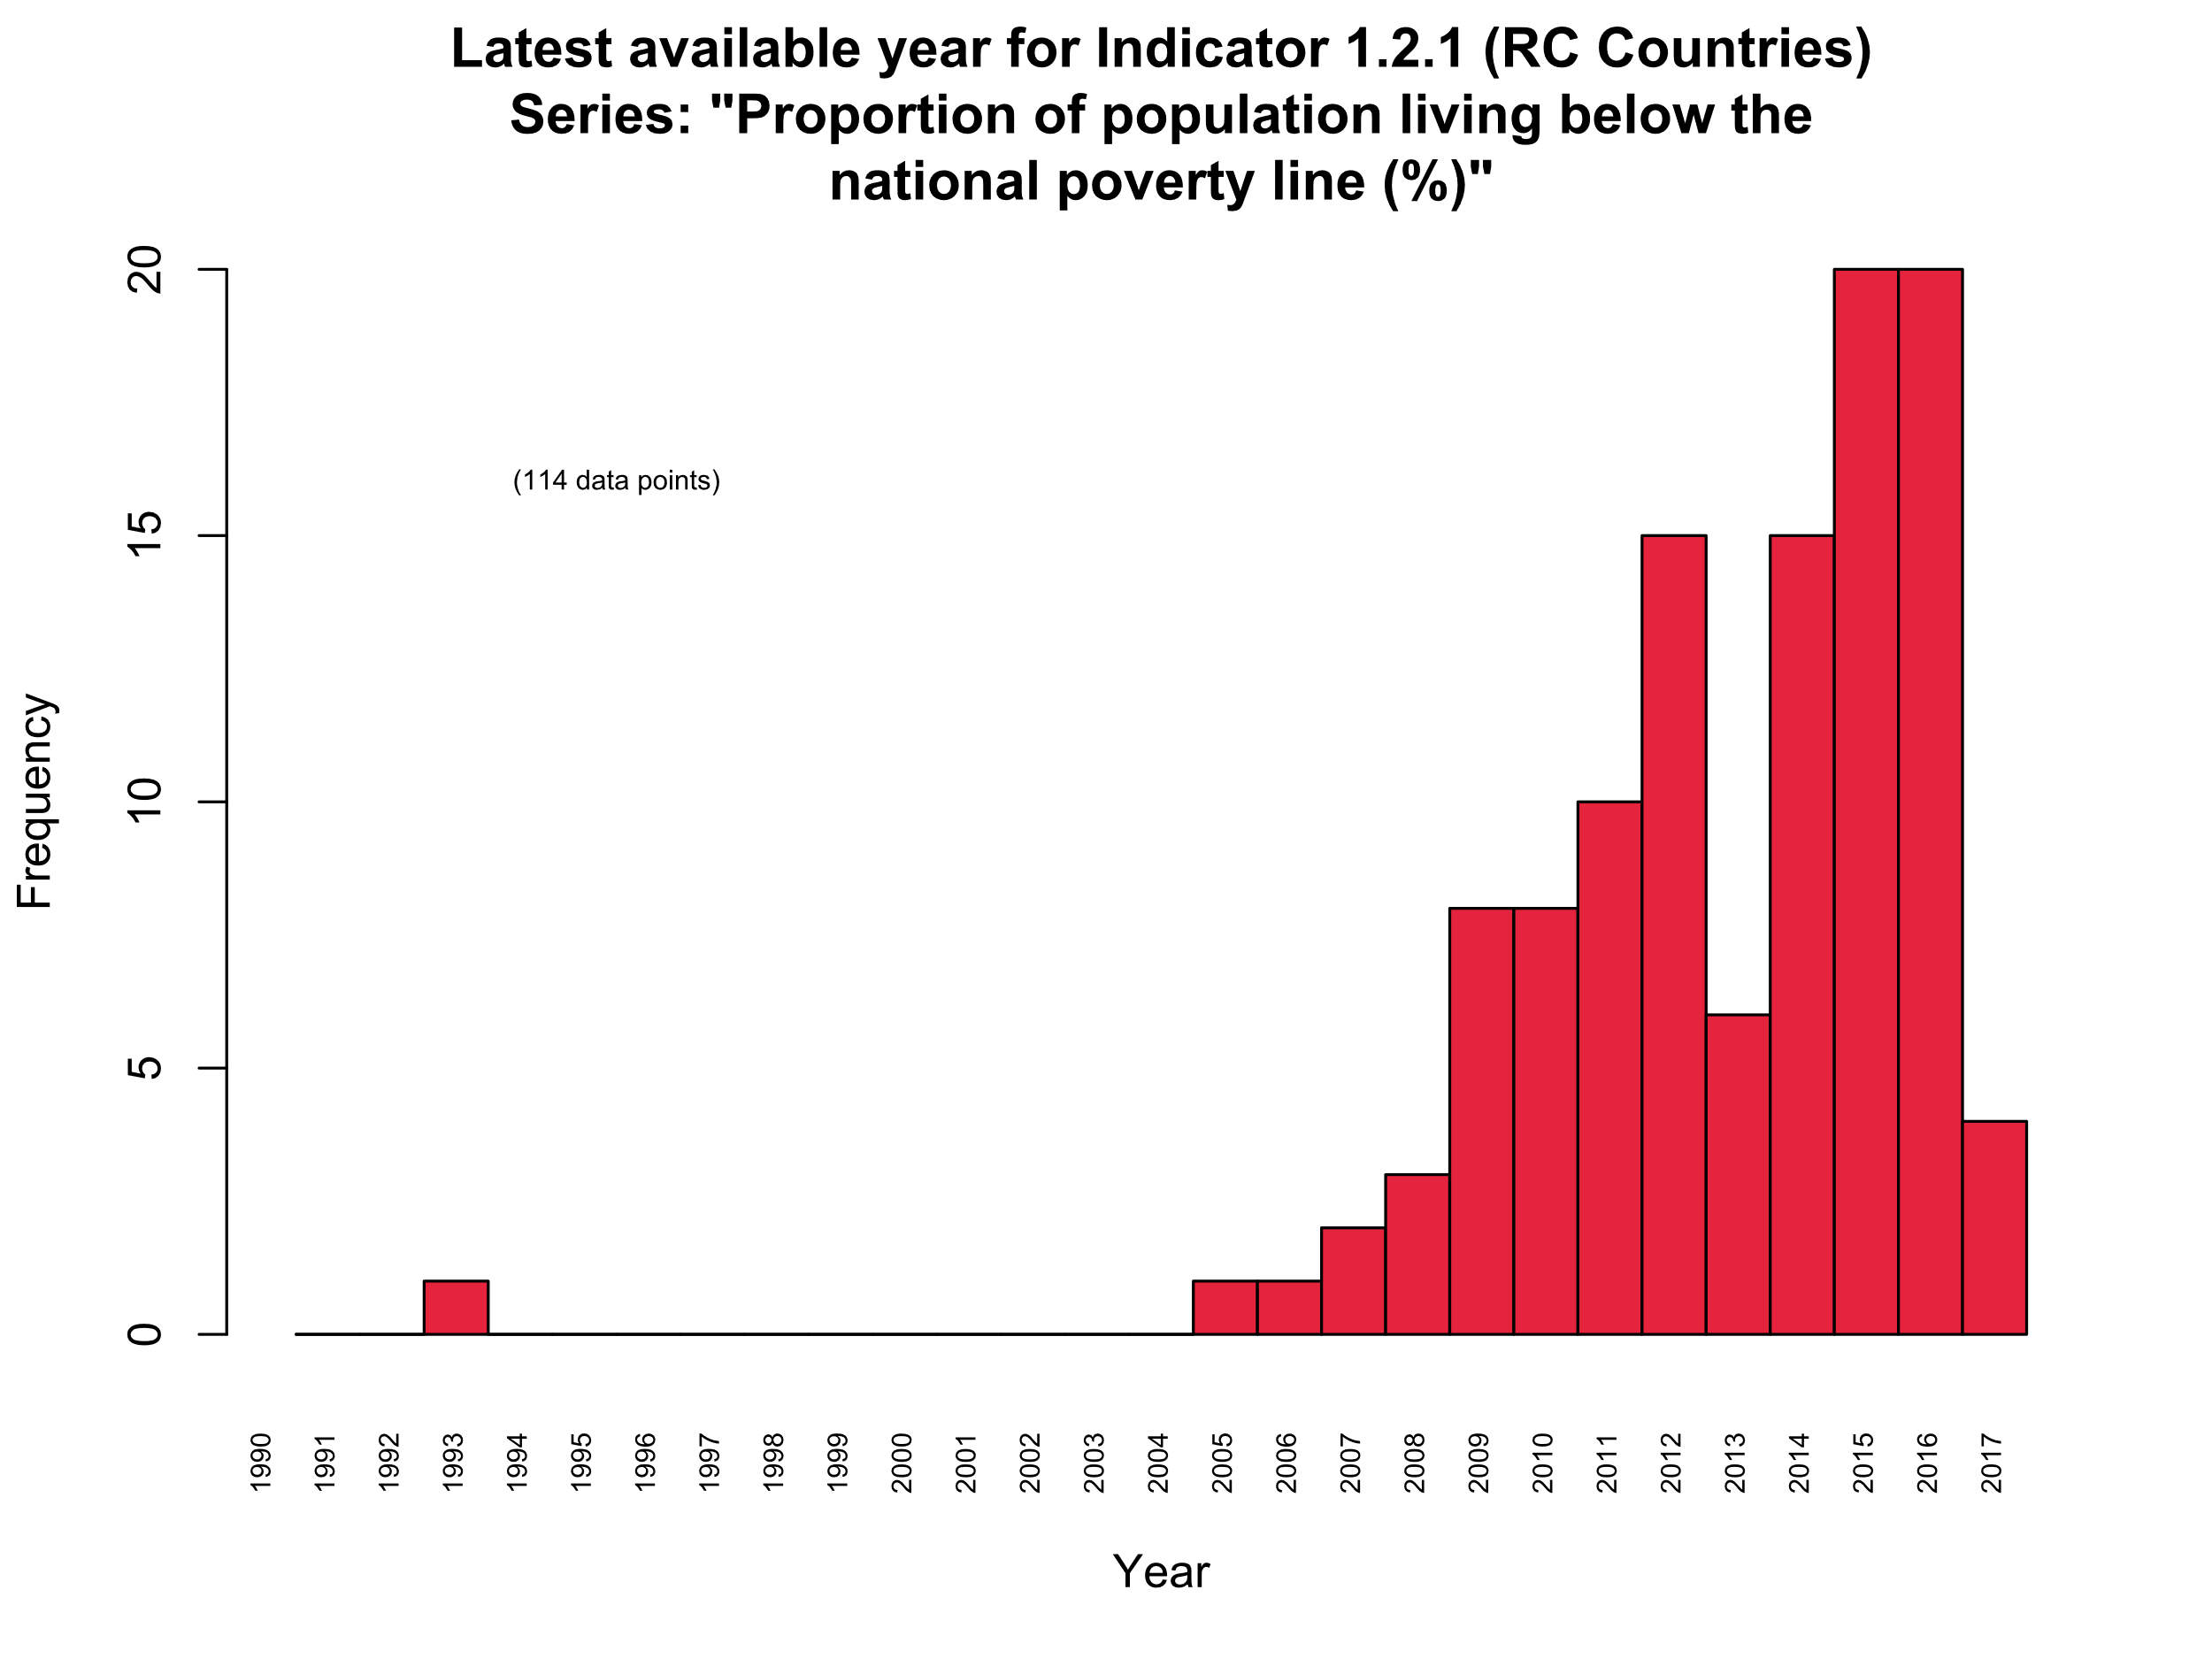 Latest available year for Indicator 1.2.1 (RC Countries)
Series: "Proportion of population living below the
national poverty line (%)"
20
(114 data points)
15
Frequency
10
5
0
1990 1991 1992 1993 1994 1995 1996 1997 1998 1999 2000 2001 2002 2003 2004 2005 2006 2007 2008 2009 2010 2011 2012 2013 2014 2015 2016 2017
Year